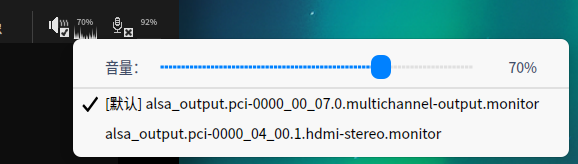 70%
92%
音量：
70%
[默认] alsa_output.pci-0000_00_07.0.multichannel-output.monitor
alsa_output.pci-0000_04_00.1.hdmi-stereo.monitor